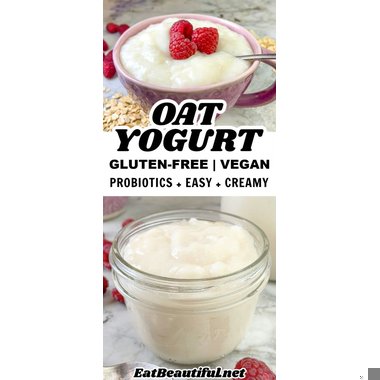 OAT
YOGURT
GLUTEN-FREE | VEGAN
PROBIOTICS + EASY + CREAMY
EatBeautiful.net